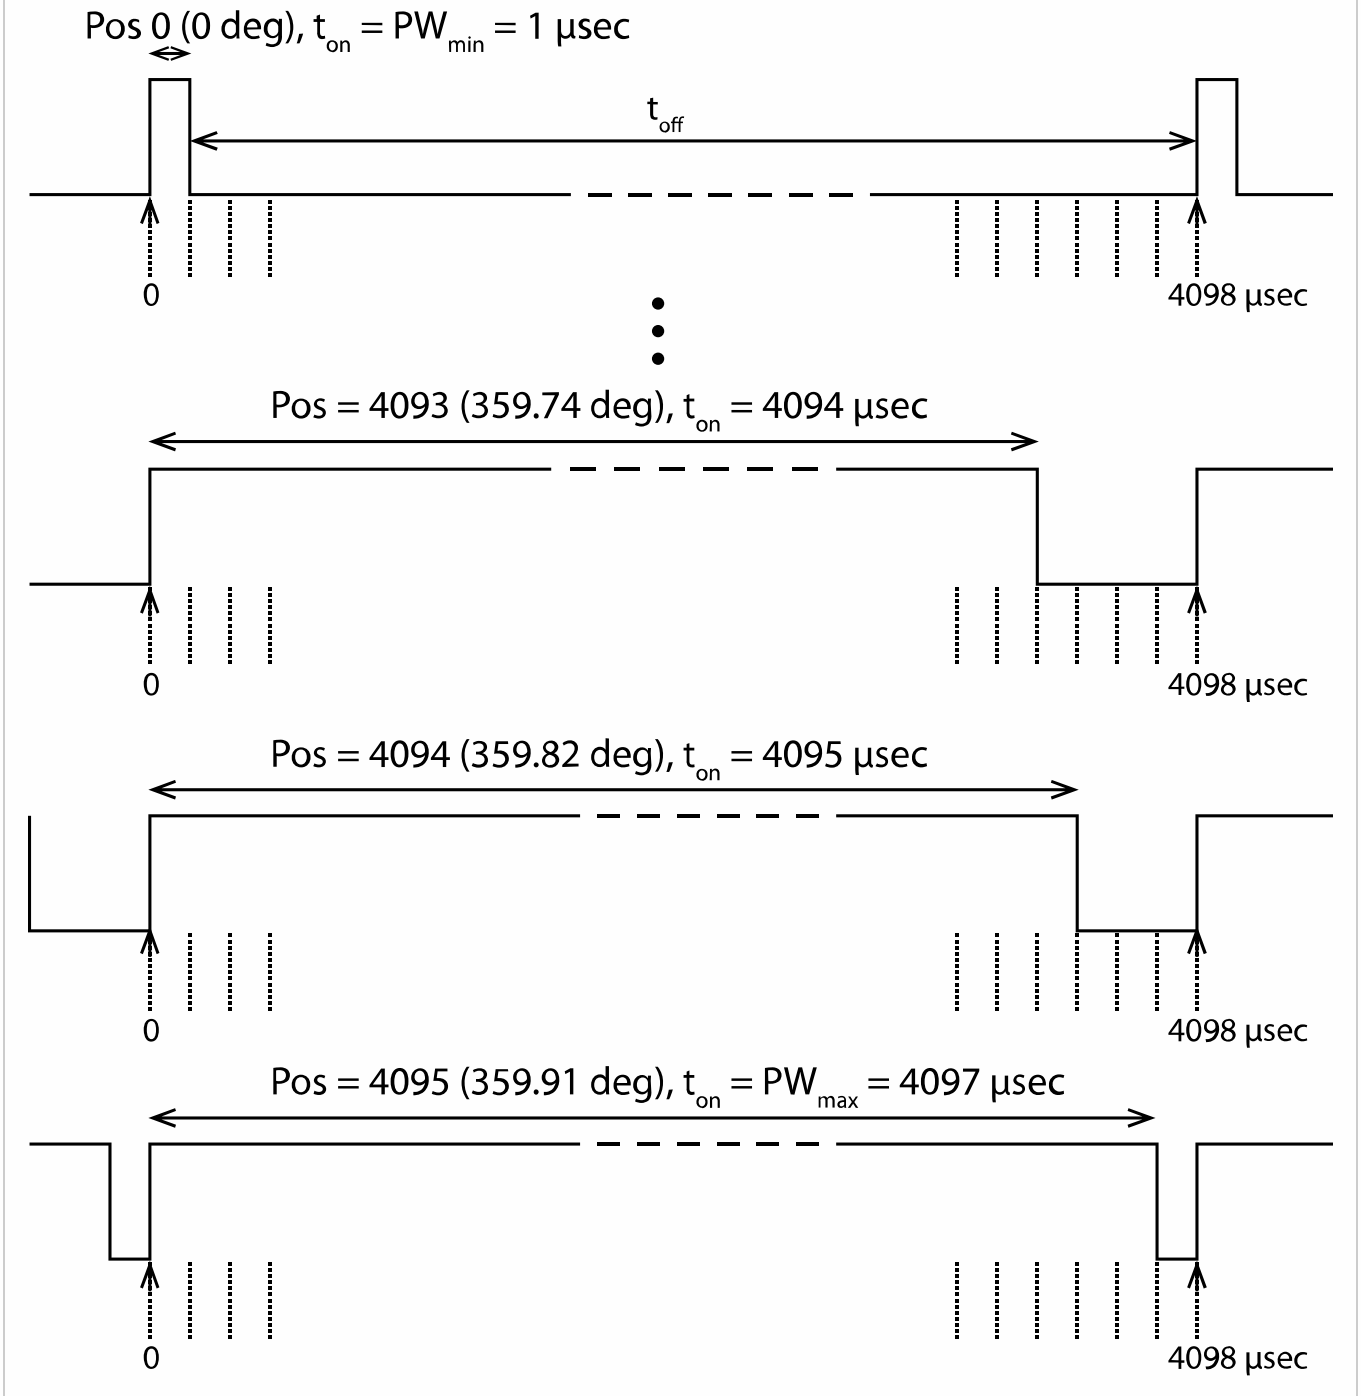 Pos 0 (0 deg), ton = PWmin = 1 µsec
toff
0
4098 µsec
Pos = 4093 (359.74 deg), ton = 4094 µsec
0
4098 µsec
Pos = 4094 (359.82 deg), ton = 4095 µsec
0
4098 µsec
Pos = 4095 (359.91 deg), ton = PWmax = 4097 µsec
0
4098 µsec